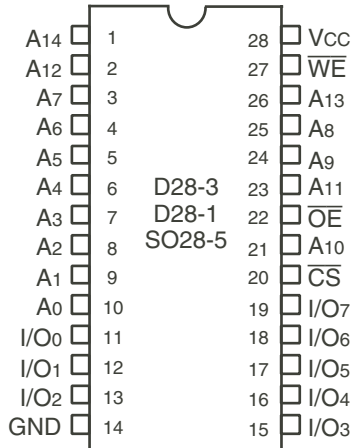 A14 1 28 VCC
A12 2 27 W̅E̅
A7 3 26 A13
A6 4 25 A8
A5 5 24 A9
A4 6 D28-3 23 A11
A3 7 D28-1 22 O̅E̅
A2 8 SO28-5 21 A10
A1 9 20 C̅S̅
A0 10 19 I/O7
I/O0 11 18 I/O6
I/O1 12 17 I/O5
I/O2 13 16 I/O4
GND 14 15 I/O3